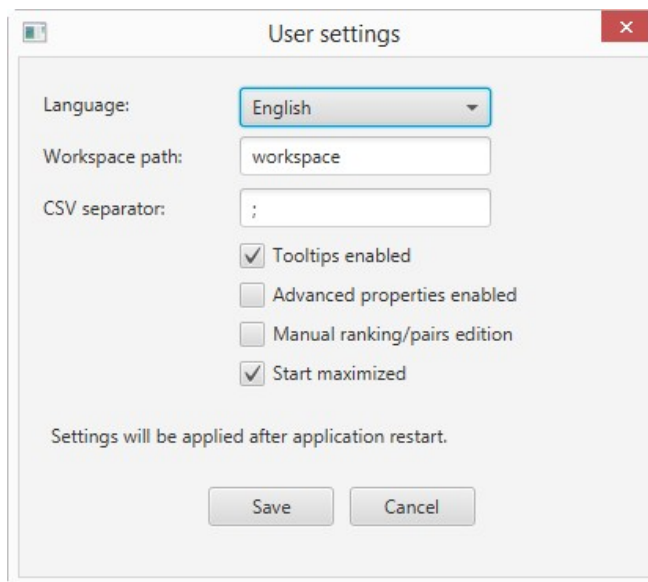 User settings
Language: English
Workspace path: workspace
CSV separator: ;
Tooltips enabled
Advanced properties enabled
Manual ranking/pairs edition
Start maximized
Settings will be applied after application restart.
Save Cancel